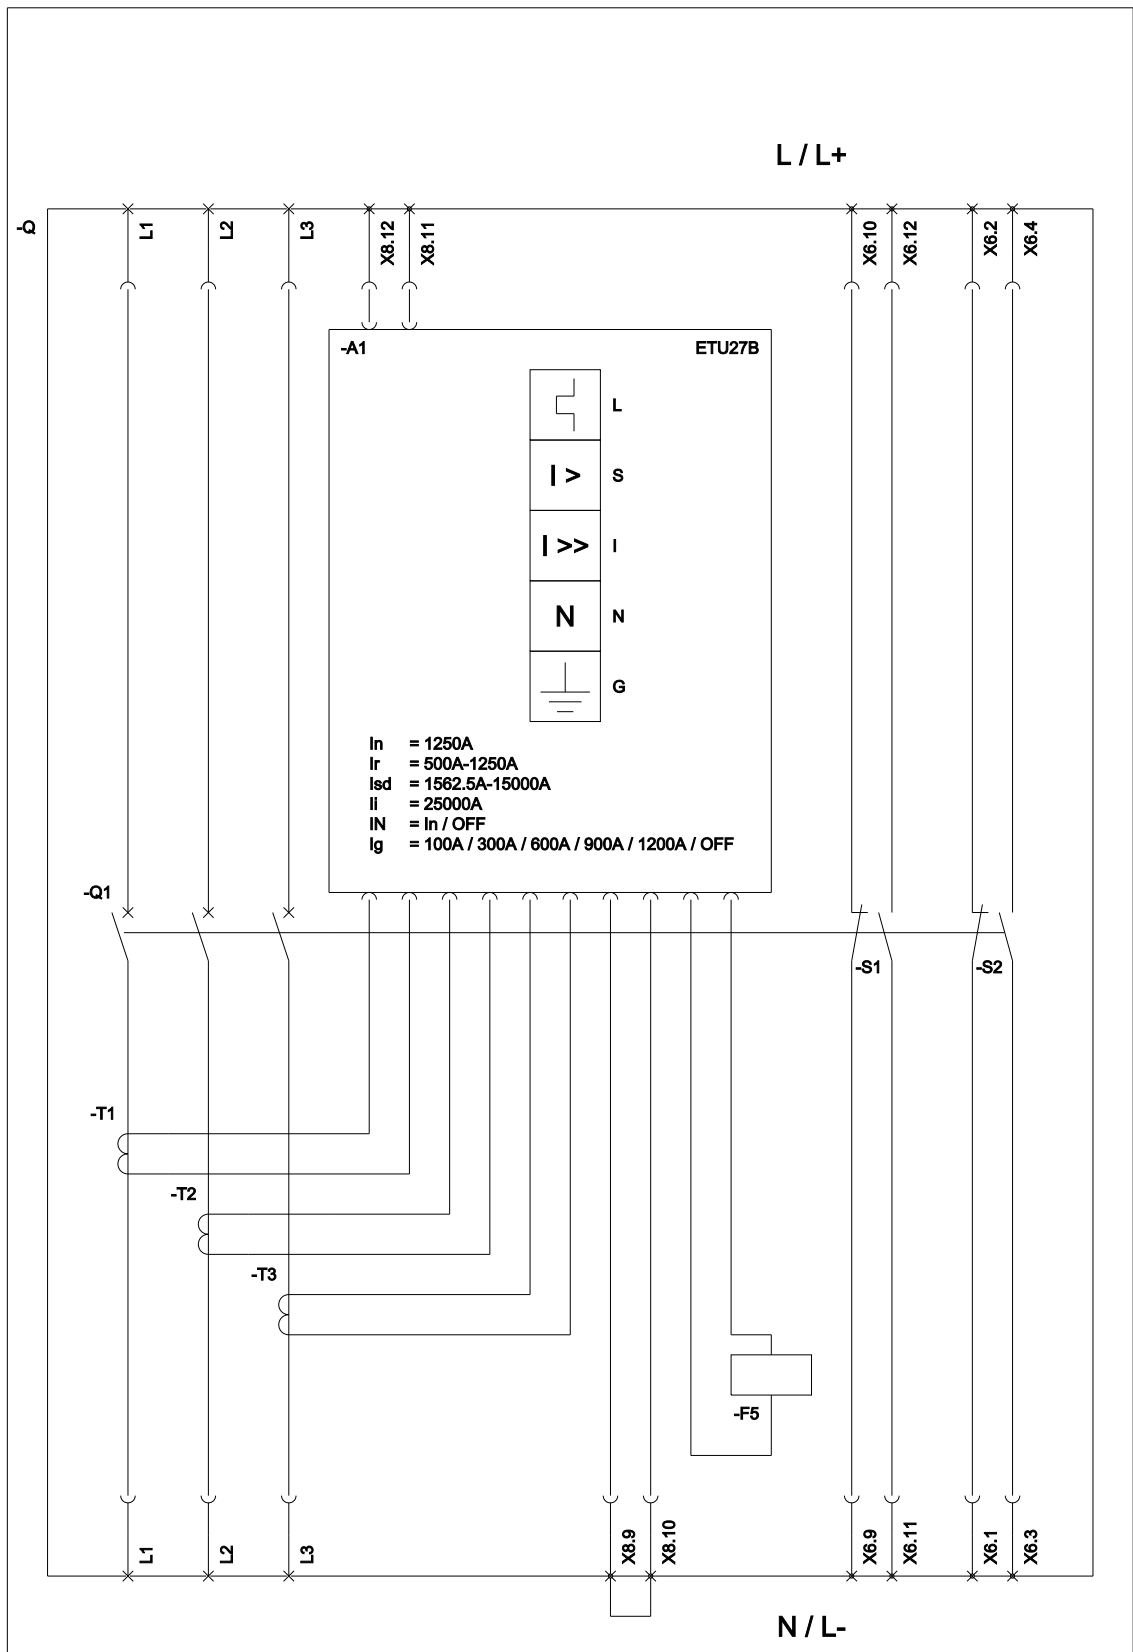 L / L+
-Q
L1
L2
L3
X8.12
X8.11
X6.10
X6.12
X6.2
X6.4
-A1
ETU27B
L
I >
S
I >>
I
N
N
G
In = 1250A
Ir = 500A-1250A
Isd = 1562.5A-15000A
Ii = 25000A
IN = In / OFF
Ig = 100A / 300A / 600A / 900A / 1200A / OFF
-Q1
-S1
-S2
-T1
-T2
-T3
-F5
L1
L2
L3
X8.9
X8.10
X6.9
X6.11
X6.1
X6.3
N / L-